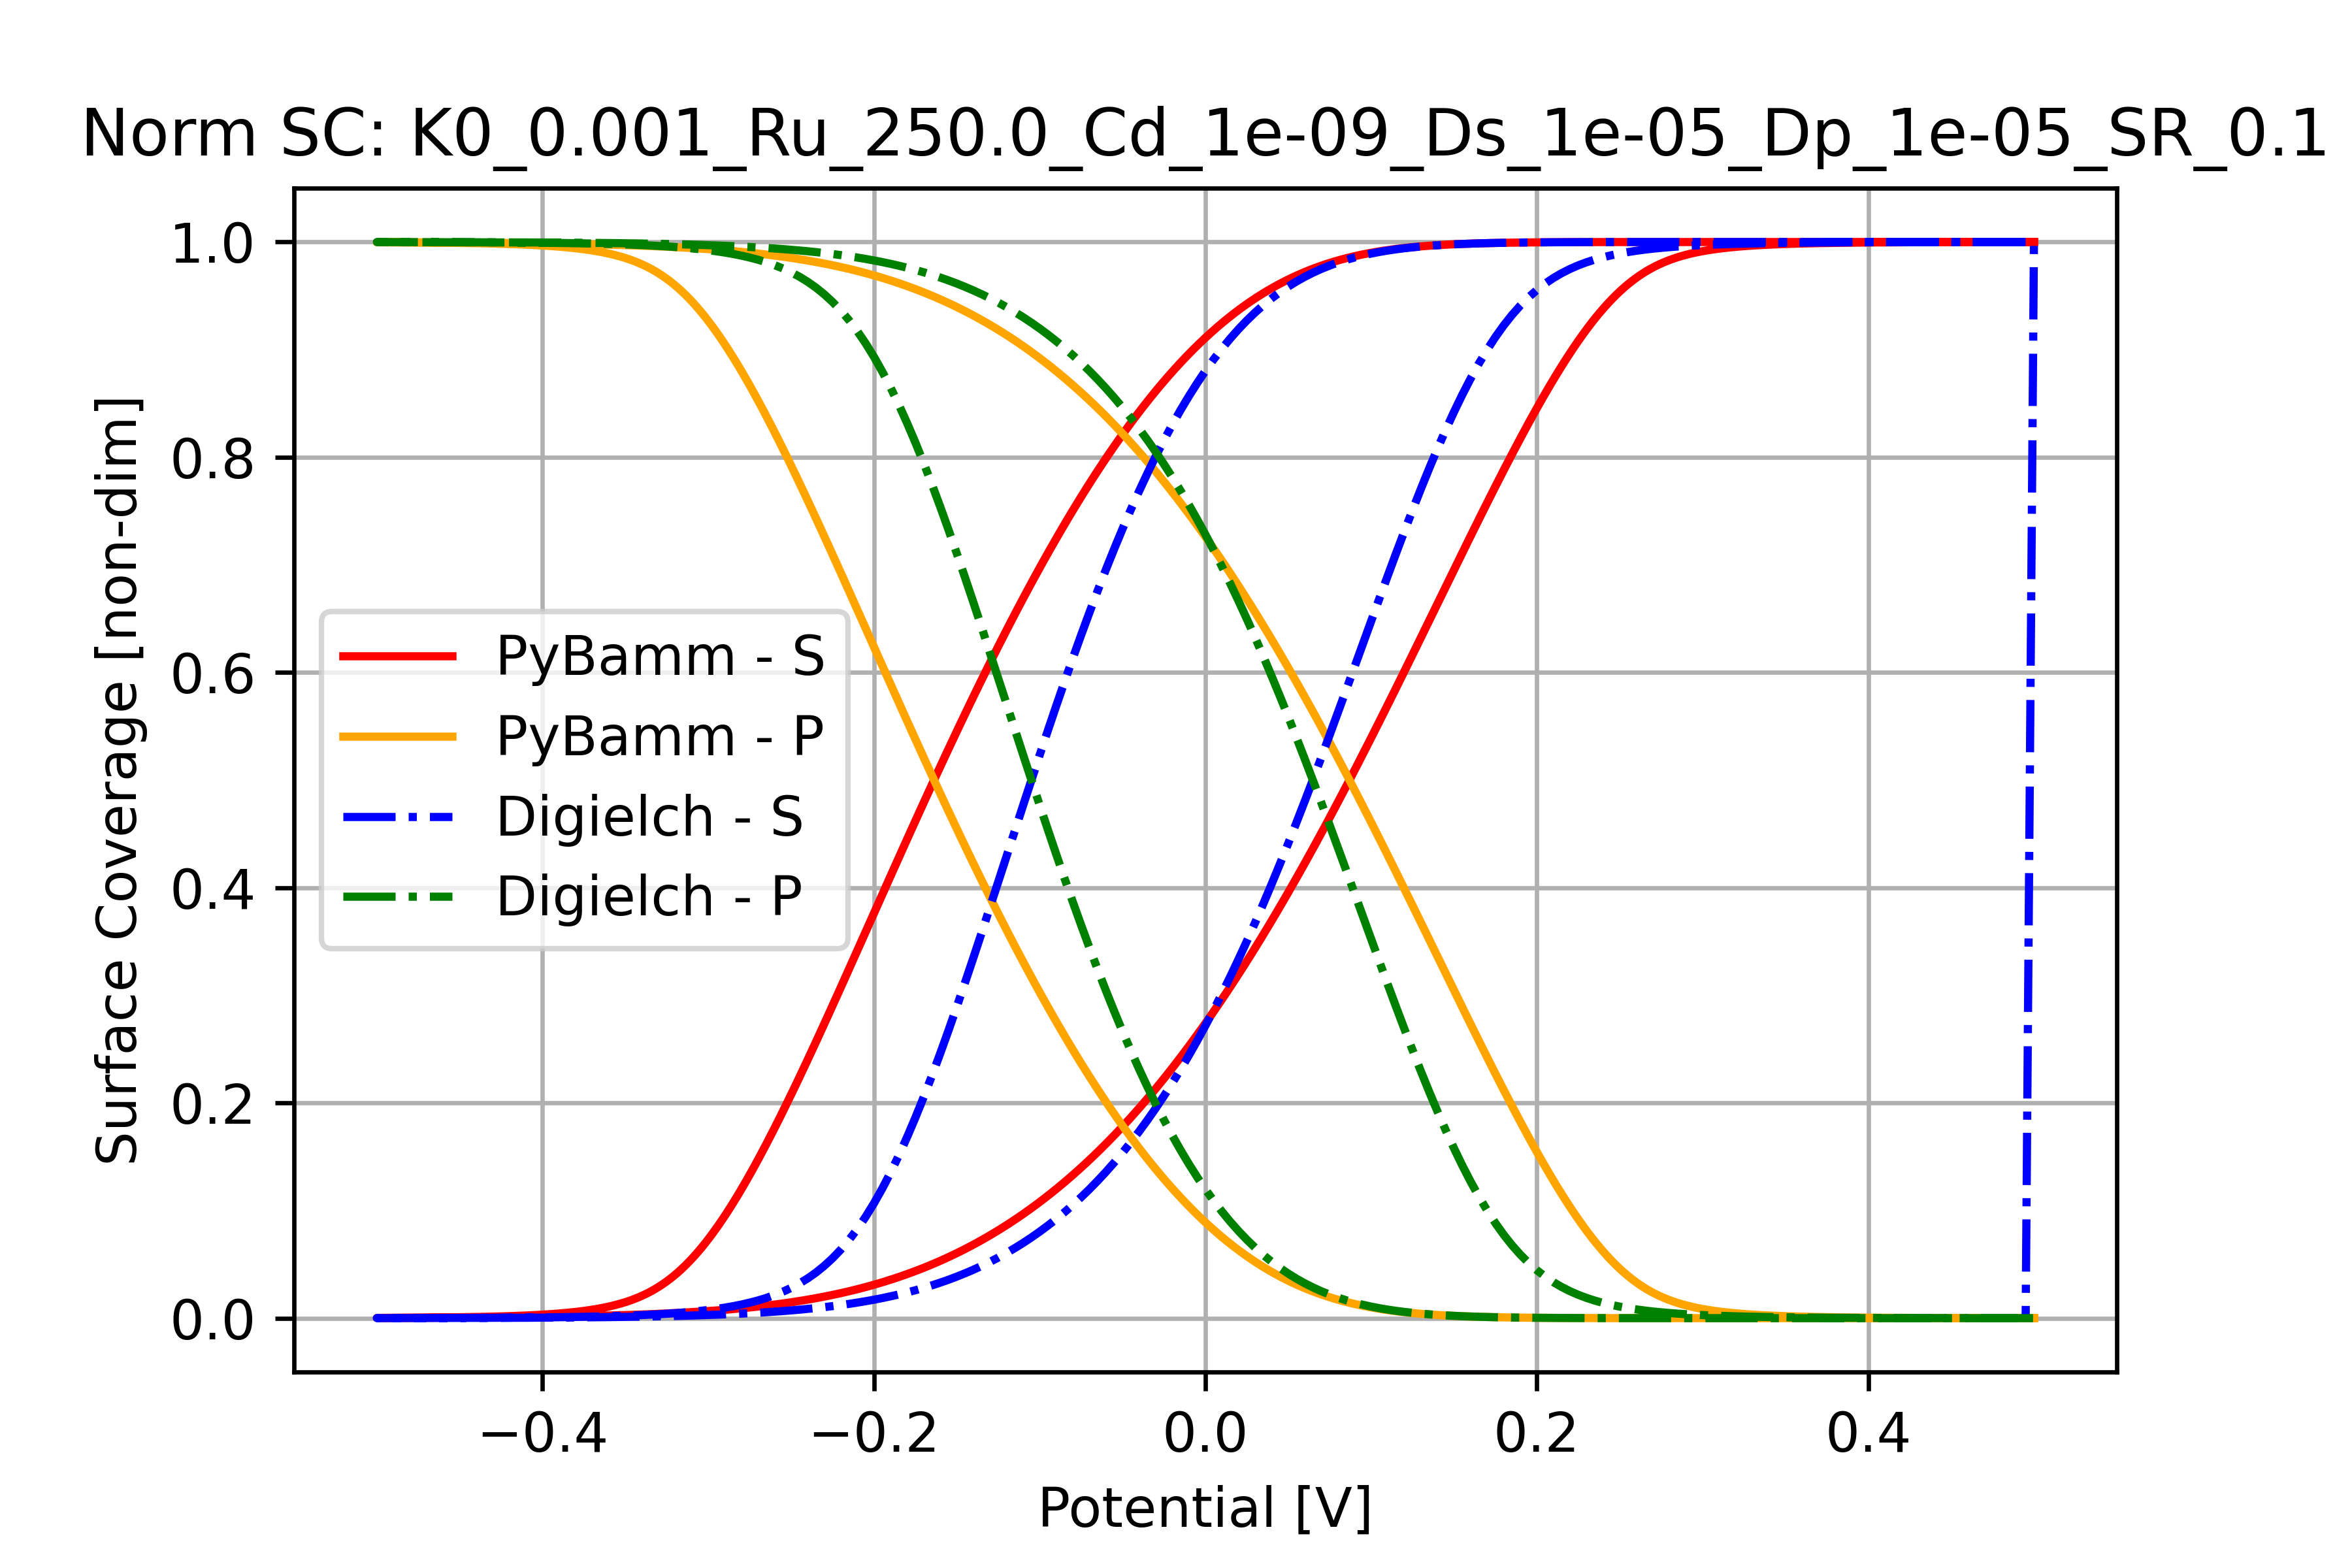 Norm SC: K0_0.001_Ru_250.0_Cd_1e-09_Ds_1e-05_Dp_1e-05_SR_0.1
Surface Coverage [non-dim]
1.0
0.8
0.6
0.4
0.2
0.0
PyBamm - S
PyBamm - P
Digielch - S
Digielch - P
−0.4 −0.2 0.0 0.2 0.4
Potential [V]